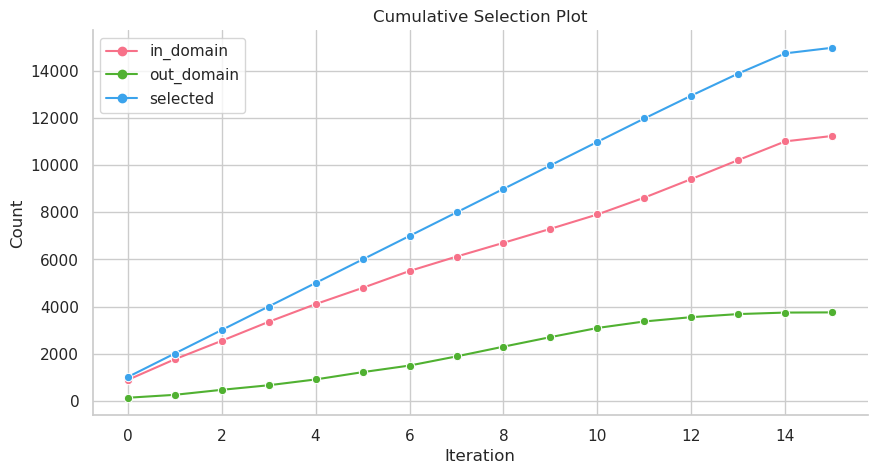 Cumulative Selection Plot
in_domain
out_domain
selected
Count
14000
12000
10000
8000
6000
4000
2000
0
0 2 4 6 8 10 12 14
Iteration